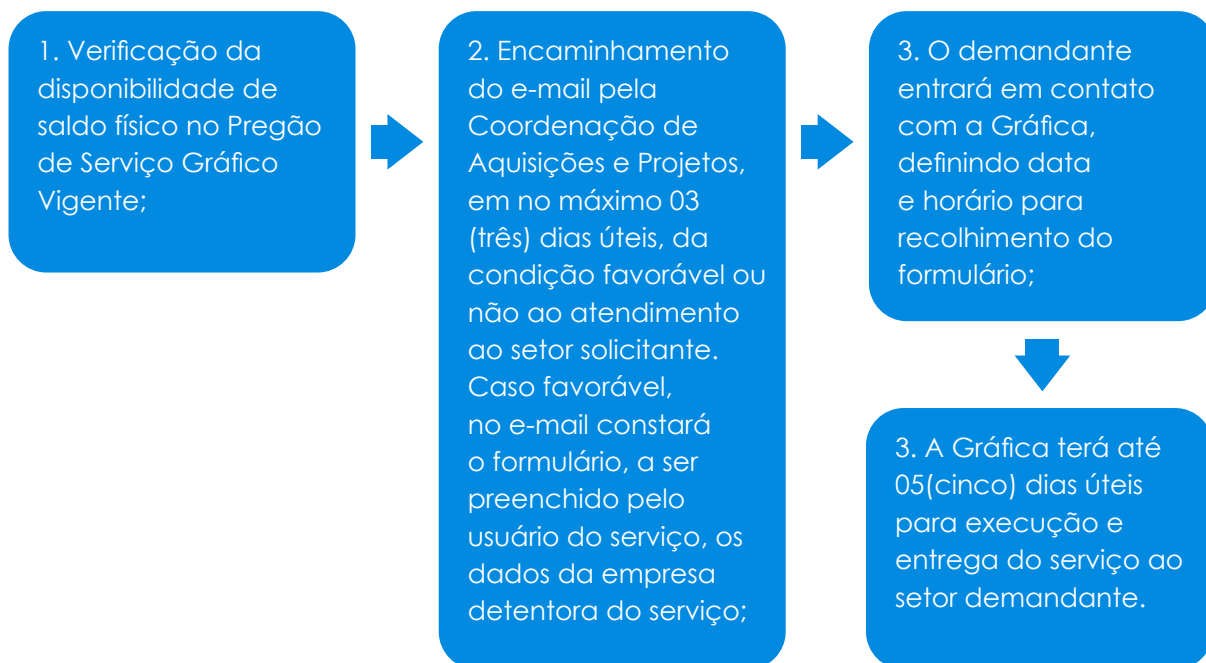 1. Verificação da
disponibilidade de
saldo físico no Pregão
de Serviço Gráfico
Vigente;
2. Encaminhamento
do e-mail pela
Coordenação de
Aquisições e Projetos,
em no máximo 03
(três) dias úteis, da
condição favorável ou
não ao atendimento
ao setor solicitante.
Caso favorável,
no e-mail constará
o formulário, a ser
preenchido pelo
usuário do serviço, os
dados da empresa
detentora do serviço;
3. O demandante
entrará em contato
com a Gráfica,
definindo data
e horário para
recolhimento do
formulário;
3. A Gráfica terá até
05(cinco) dias úteis
para execução e
entrega do serviço ao
setor demandante.